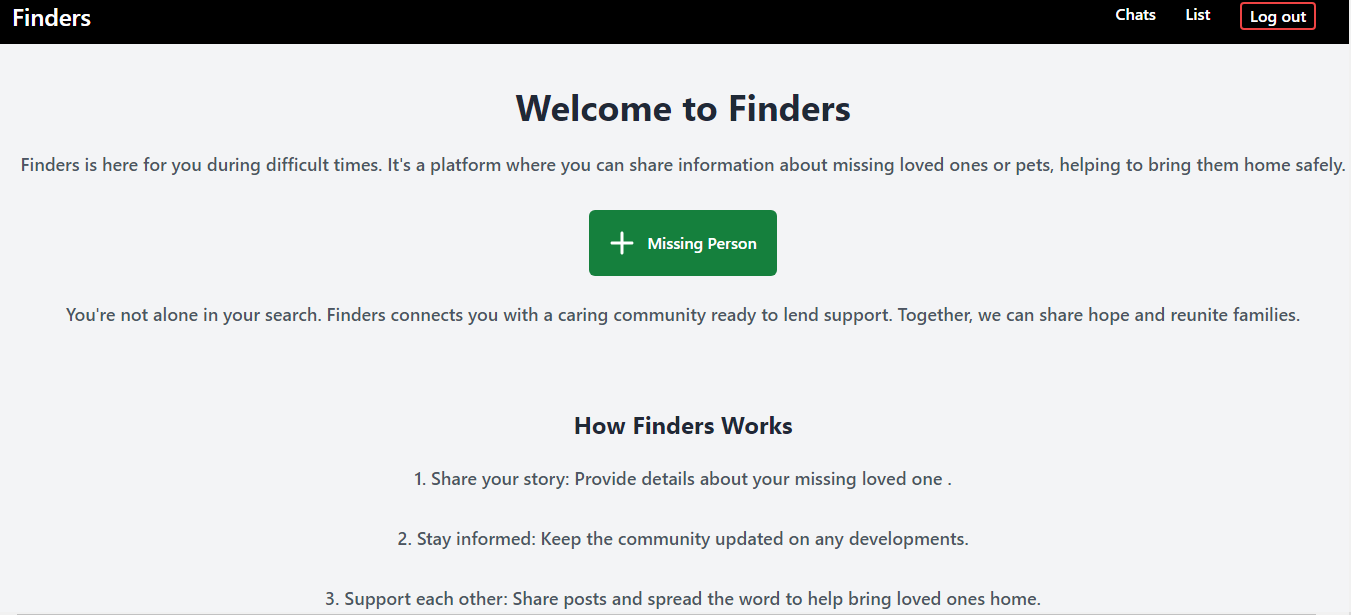 Finders
Chats
List
Log out
Welcome to Finders
Finders is here for you during difficult times. It's a platform where you can share information about missing loved ones or pets, helping to bring them home safely.
Missing Person
You're not alone in your search. Finders connects you with a caring community ready to lend support. Together, we can share hope and reunite families.
How Finders Works
1. Share your story: Provide details about your missing loved one .
2. Stay informed: Keep the community updated on any developments.
3. Support each other: Share posts and spread the word to help bring loved ones home.